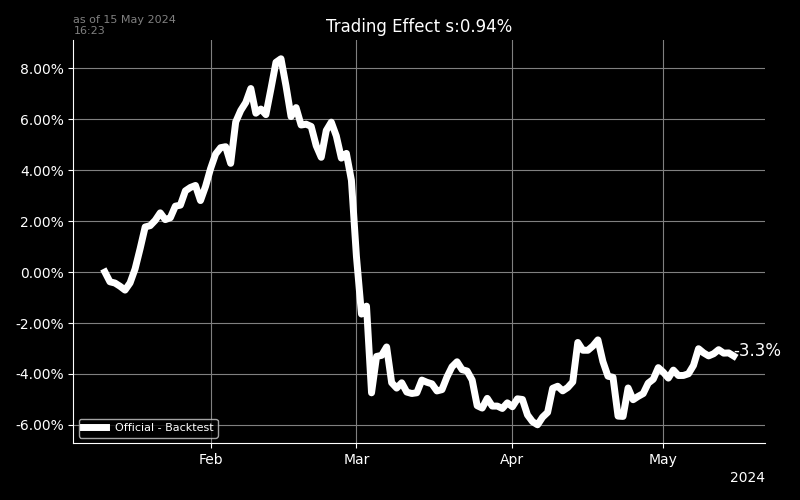 as of 15 May 2024
16:23
Trading Effect s:0.94%
8.00%
6.00%
4.00%
2.00%
0.00%
-2.00%
-4.00%
-6.00%
-3.3%
Official - Backtest
Feb
Mar
Apr
May
2024